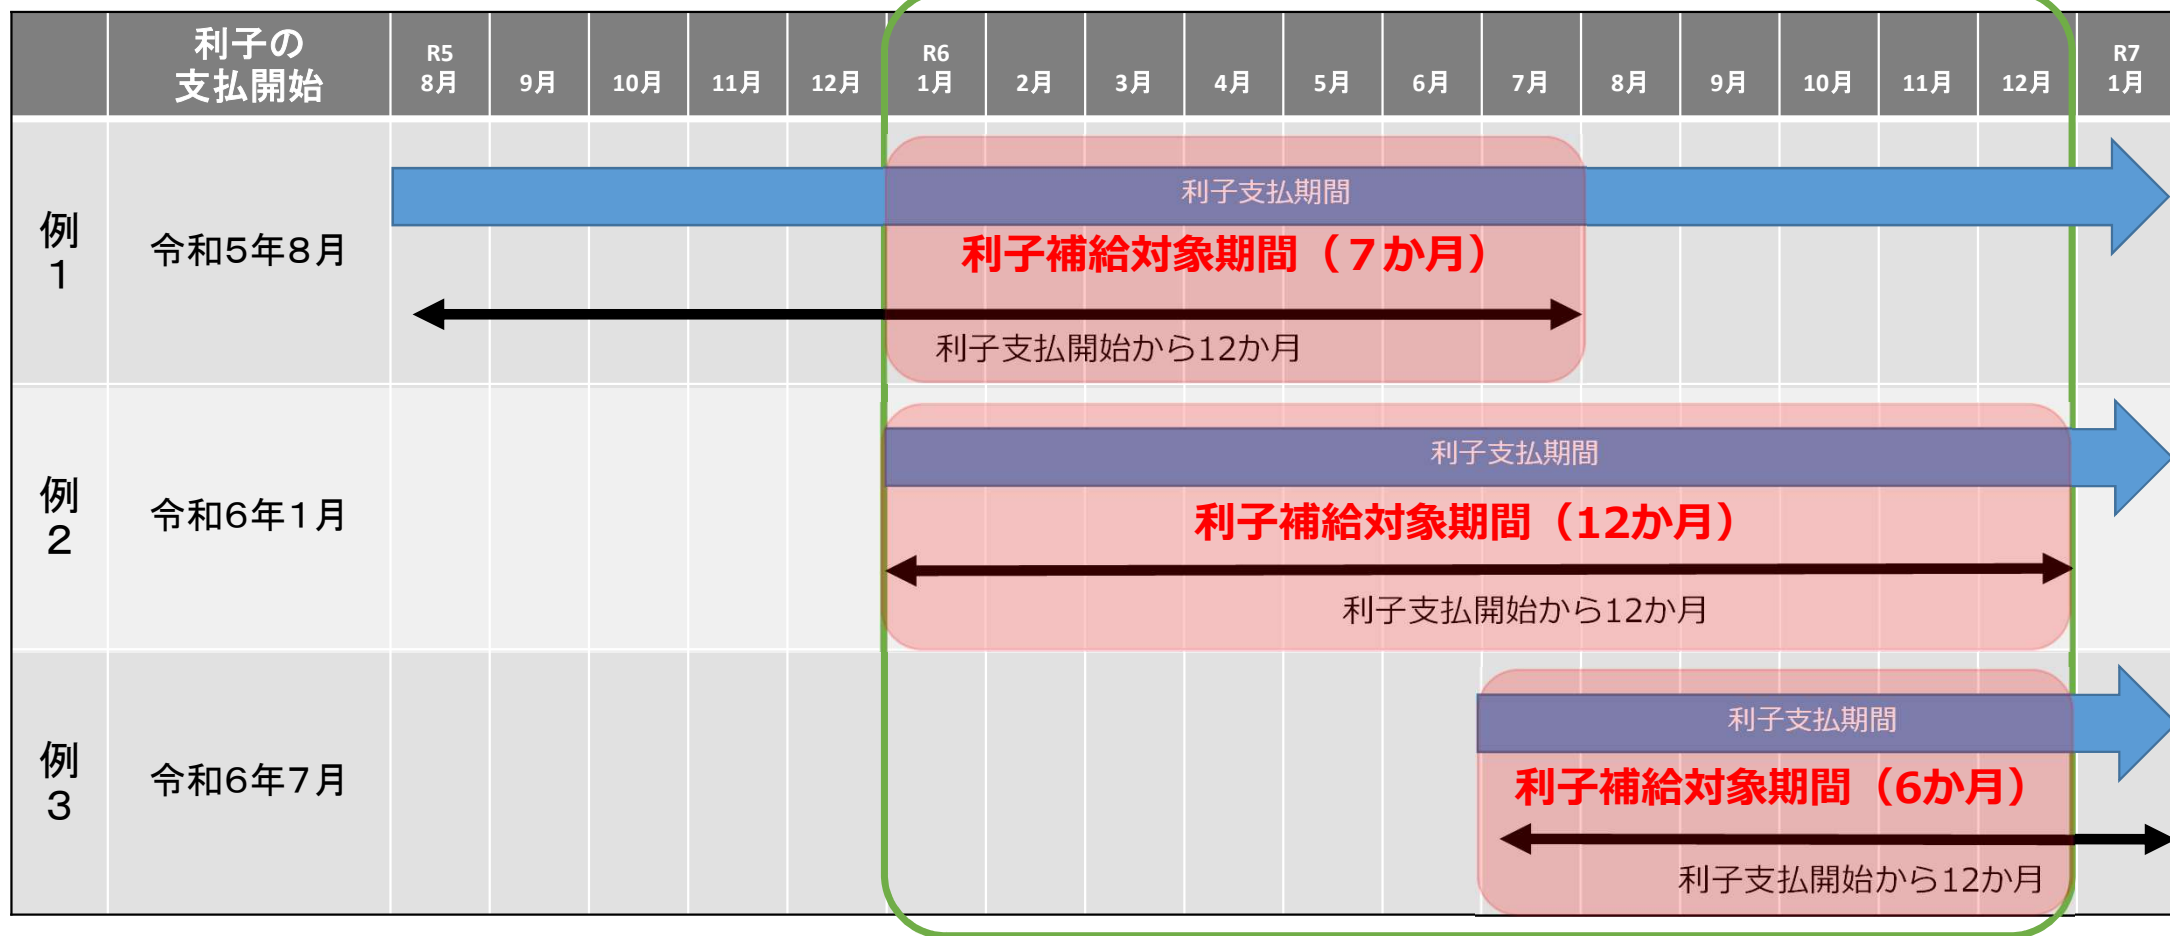 利子の
支払開始
R5
8月 9月 10月 11月 12月 R6
1月 2月 3月 4月 5月 6月 7月 8月 9月 10月 11月 12月 R7
1月
例
1
令和5年8月
利子支払期間
利子補給対象期間（７か月）
利子支払開始から12か月
例
2
令和6年1月
利子支払期間
利子補給対象期間（12か月）
利子支払開始から12か月
例
3
令和6年7月
利子支払期間
利子補給対象期間（6か月）
利子支払開始から12か月